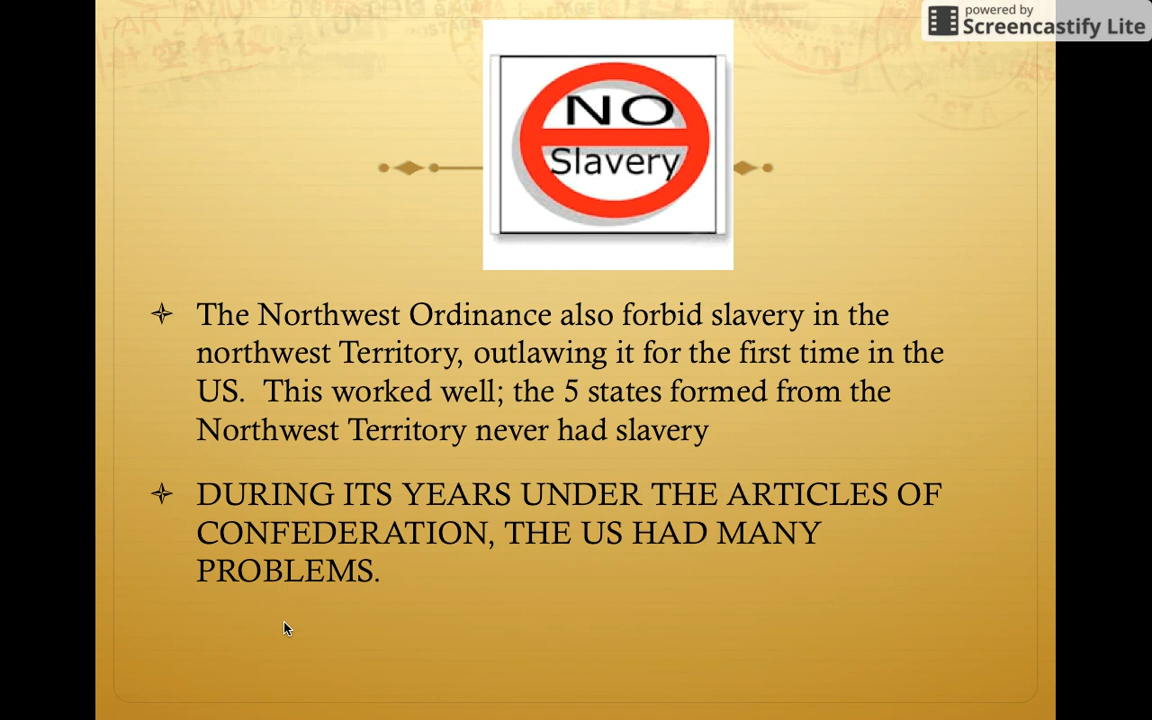 powered by
Screencastify Lite
NO
Slavery
The Northwest Ordinance also forbid slavery in the
northwest Territory, outlawing it for the first time in the
US.  This worked well; the 5 states formed from the
Northwest Territory never had slavery
DURING ITS YEARS UNDER THE ARTICLES OF
CONFEDERATION, THE US HAD MANY
PROBLEMS.